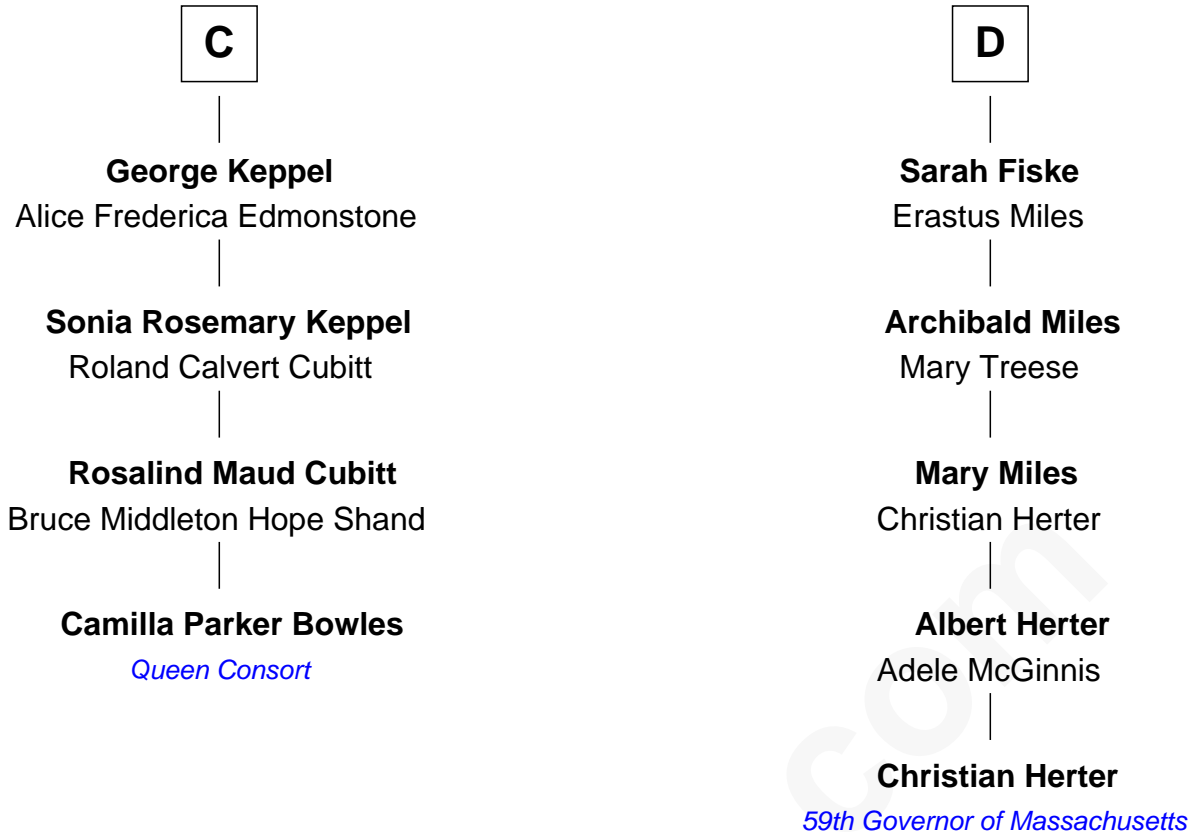 C
George Keppel
Alice Frederica Edmonstone
Sonia Rosemary Keppel
Roland Calvert Cubitt
Rosalind Maud Cubitt
Bruce Middleton Hope Shand
Camilla Parker Bowles
Queen Consort
D
Sarah Fiske
Erastus Miles
Archibald Miles
Mary Treese
Mary Miles
Christian Herter
Albert Herter
Adele McGinnis
Christian Herter
59th Governor of Massachusetts
com